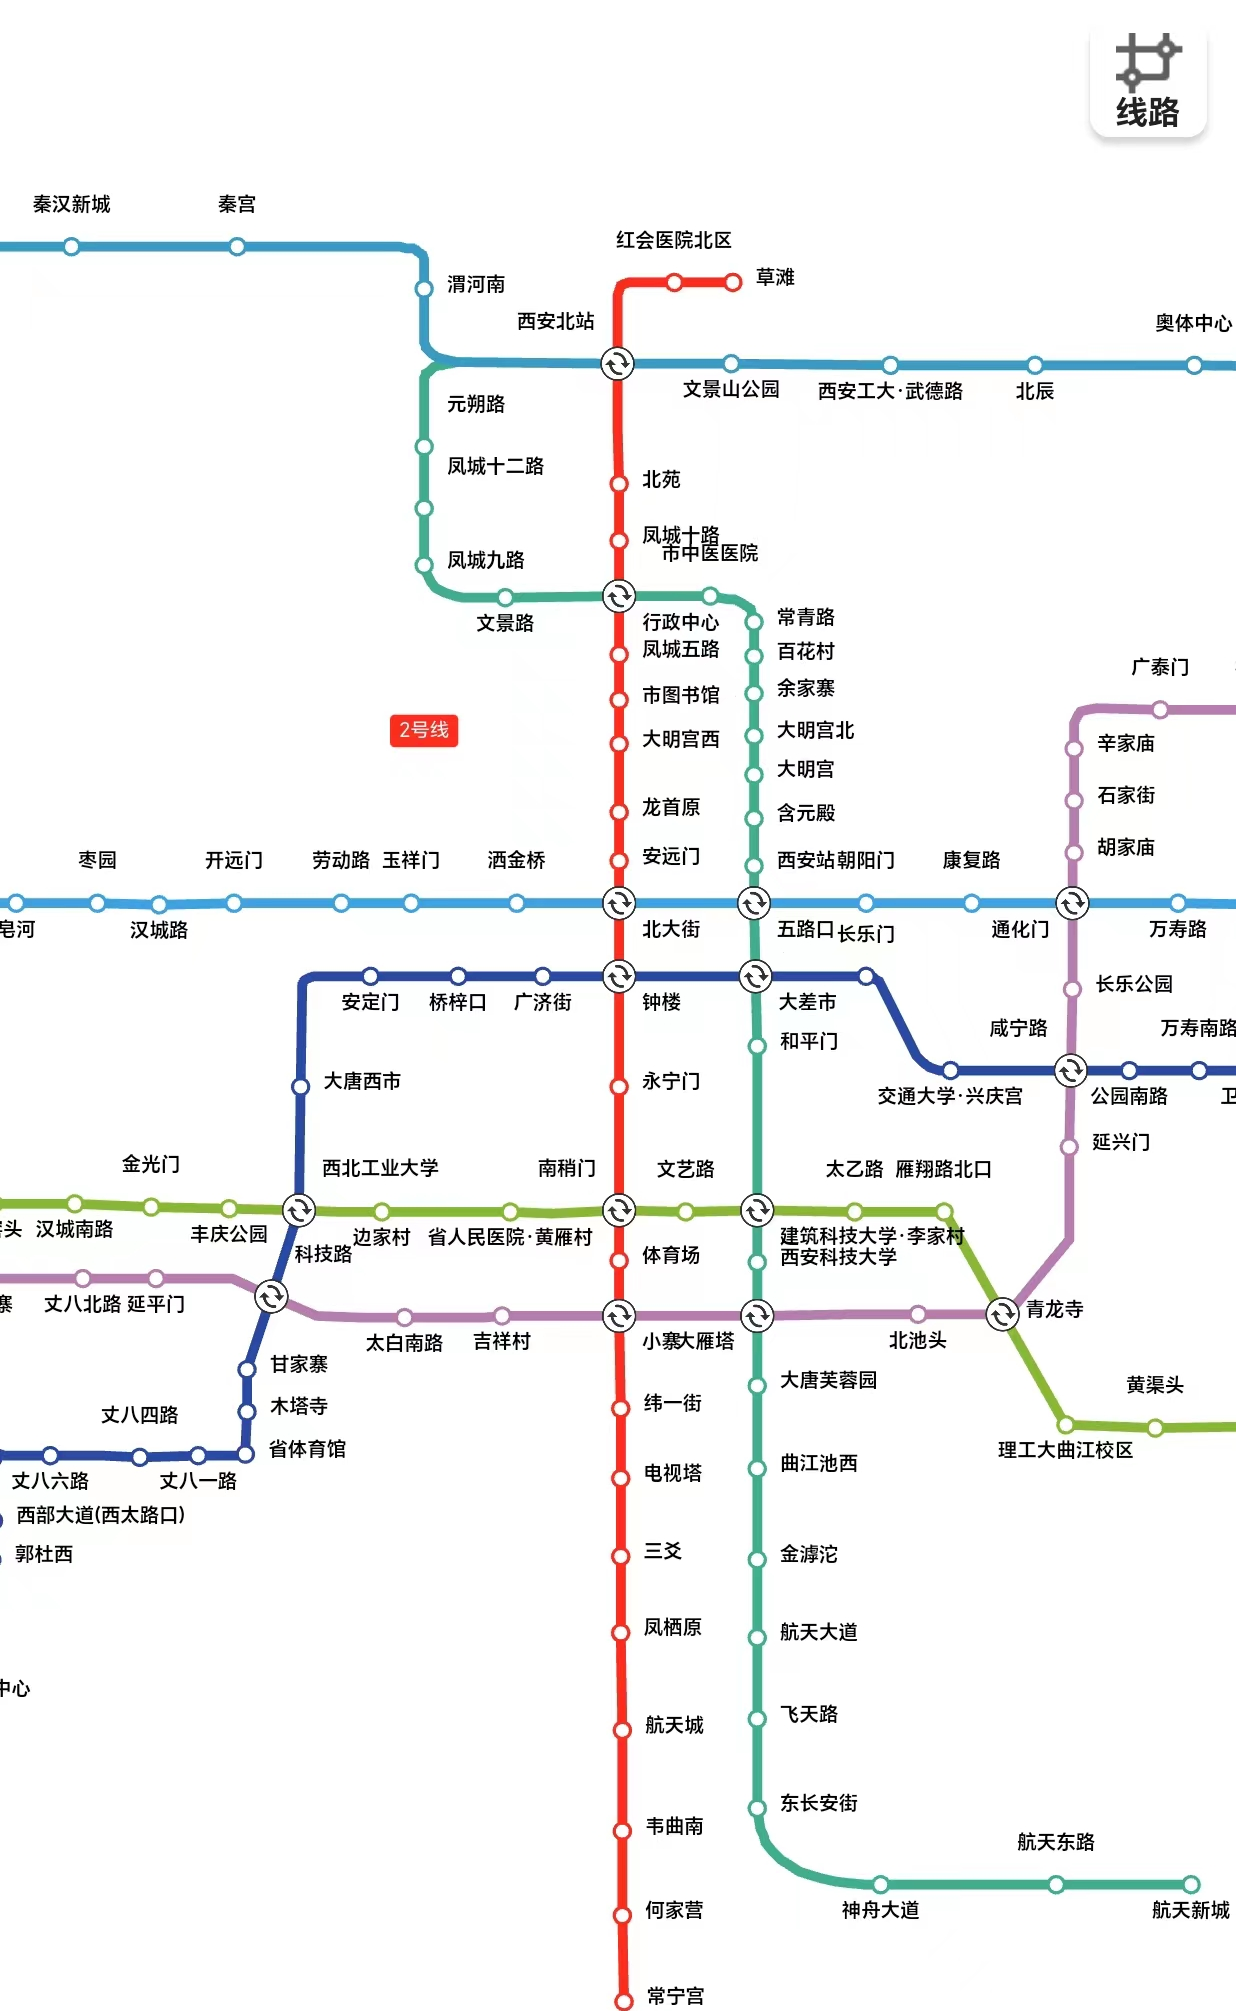 线路
秦汉新城
秦宫
红会医院北区
草滩
渭河南
西安北站
奥体中心
文景山公园
西安工大·武德路
北辰
元朔路
凤城十二路
北苑
凤城十路
市中医医院
凤城九路
文景路
行政中心
常青路
凤城五路
百花村
广泰门
市图书馆
余家寨
2号线
大明宫西
大明宫北
辛家庙
大明宫
石家街
龙首原
含元殿
胡家庙
枣园
开远门
劳动路
玉祥门
洒金桥
安远门
西安站
朝阳门
康复路
皂河
汉城路
北大街
五路口
长乐门
通化门
万寿路
长乐公园
安定门
桥梓口
广济街
钟楼
大差市
咸宁路
万寿南路
和平门
大唐西市
永宁门
交通大学·兴庆宫
公园南路
卫
延兴门
金光门
西北工业大学
南稍门
文艺路
太乙路
雁翔路北口
头
汉城南路
丰庆公园
边家村
省人民医院·黄雁村
建筑科技大学·李家村
科技路
体育场
西安科技大学
寨
丈八北路
延平门
青龙寺
太白南路
吉祥村
小寨
大雁塔
北池头
甘家寨
大唐芙蓉园
黄渠头
木塔寺
纬一街
丈八四路
省体育馆
理工大曲江校区
丈八六路
丈八一路
电视塔
曲江池西
西部大道(西太路口)
郭杜西
三爻
金滹沱
凤栖原
航天大道
中心
航天城
飞天路
东长安街
韦曲南
航天东路
何家营
神舟大道
航天新城
常宁宫